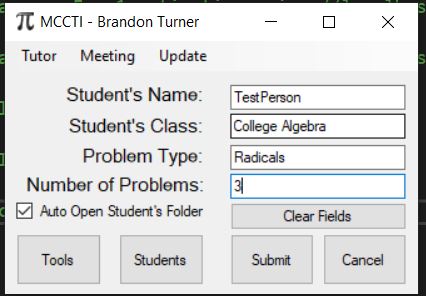 π MCCTI - Brandon Turner
Tutor Meeting Update
Student's Name: TestPerson
Student's Class: College Algebra
Problem Type: Radicals
Number of Problems: 3
Auto Open Student's Folder Clear Fields
Tools Students Submit Cancel